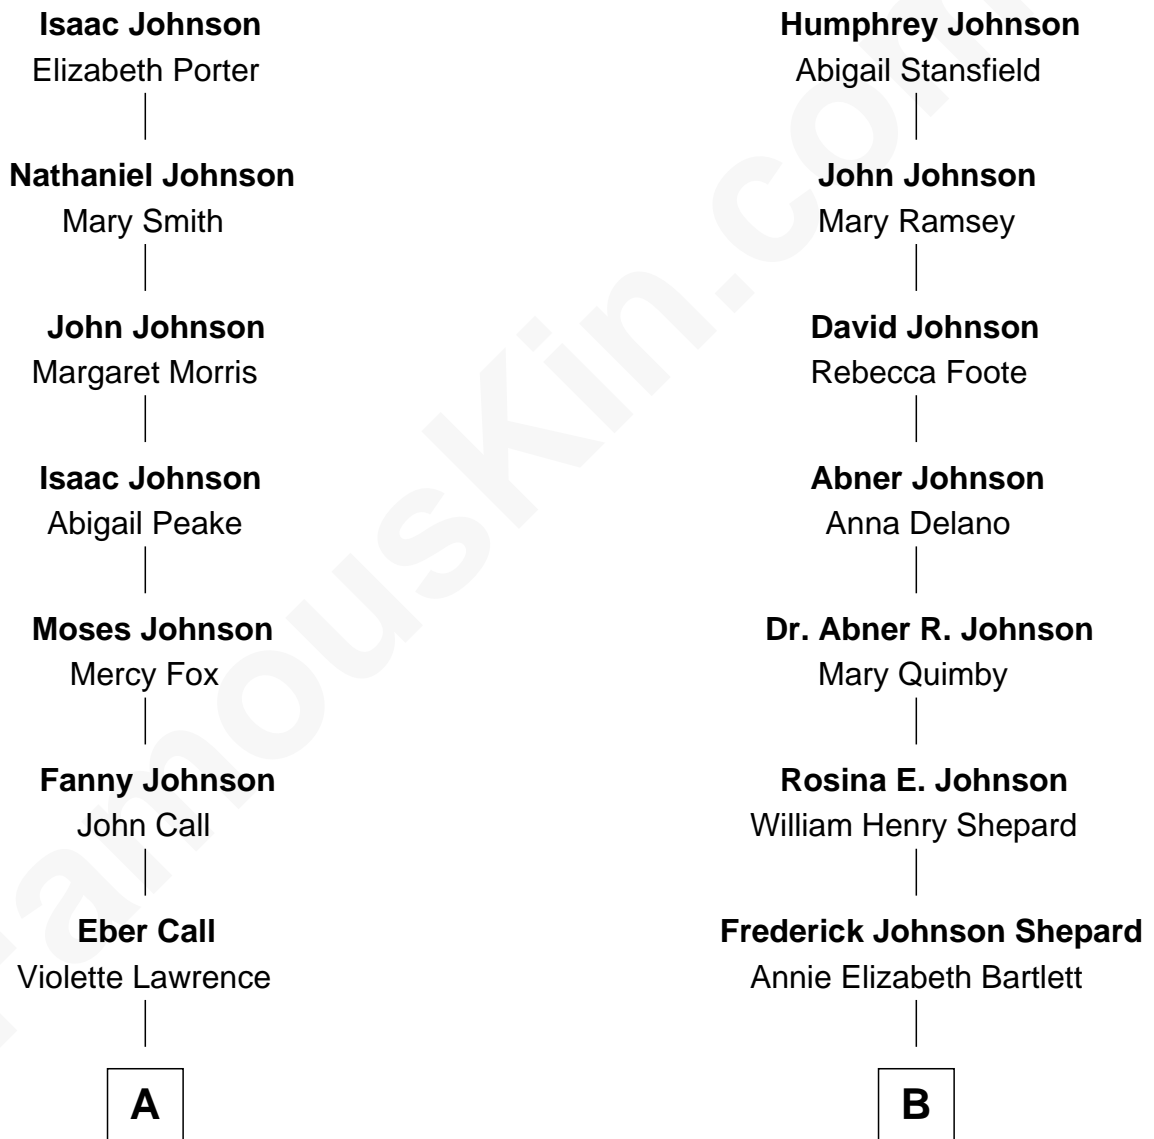 Isaac Johnson
Elizabeth Porter
Nathaniel Johnson
Mary Smith
John Johnson
Margaret Morris
Isaac Johnson
Abigail Peake
Moses Johnson
Mercy Fox
Fanny Johnson
John Call
Eber Call
Violette Lawrence
A
Humphrey Johnson
Abigail Stansfield
John Johnson
Mary Ramsey
David Johnson
Rebecca Foote
Abner Johnson
Anna Delano
Dr. Abner R. Johnson
Mary Quimby
Rosina E. Johnson
William Henry Shepard
Frederick Johnson Shepard
Annie Elizabeth Bartlett
B
FamousKin.com